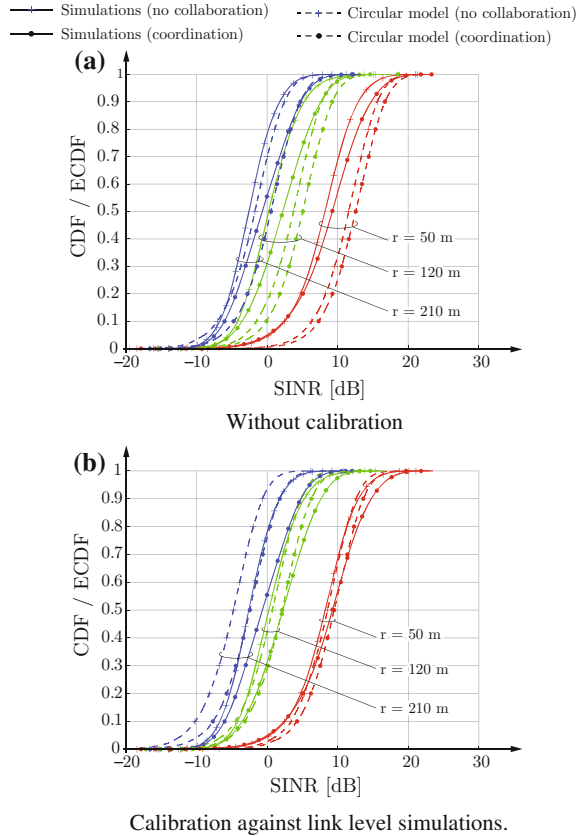 Simulations (no collaboration)
Circular model (no collaboration)
Simulations (coordination)
Circular model (coordination)
(a)
1
0.9
0.8
0.7
0.6
0.5
0.4
0.3
0.2
0.1
0
CDF / ECDF
r = 50 m
r = 120 m
r = 210 m
−20 −10 0 10 20 30
SINR [dB]
Without calibration
(b)
1
0.9
0.8
0.7
0.6
0.5
0.4
0.3
0.2
0.1
0
CDF / ECDF
r = 50 m
r = 120 m
r = 210 m
−20 −10 0 10 20 30
SINR [dB]
Calibration against link level simulations.